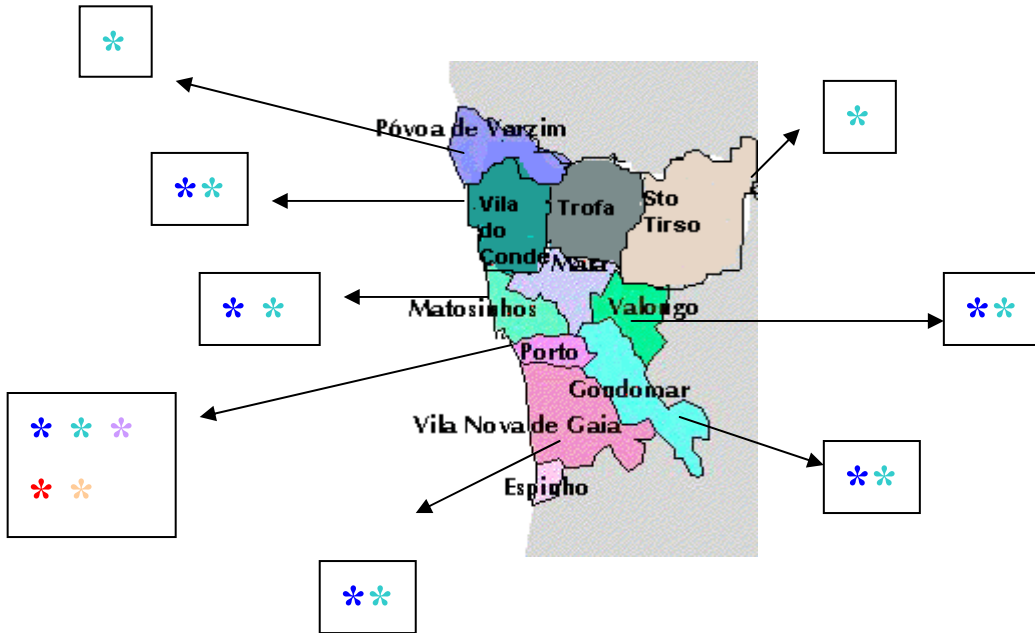 *
*
Póvoa de Varzim
* *
Vila
do
Conde
Trofa
Sto
Tirso
Maia
* *
Matosinhos
Valongo
* *
Porto
Gondomar
* * *
* *
Vila Nova de Gaia
* *
Espinho
* *